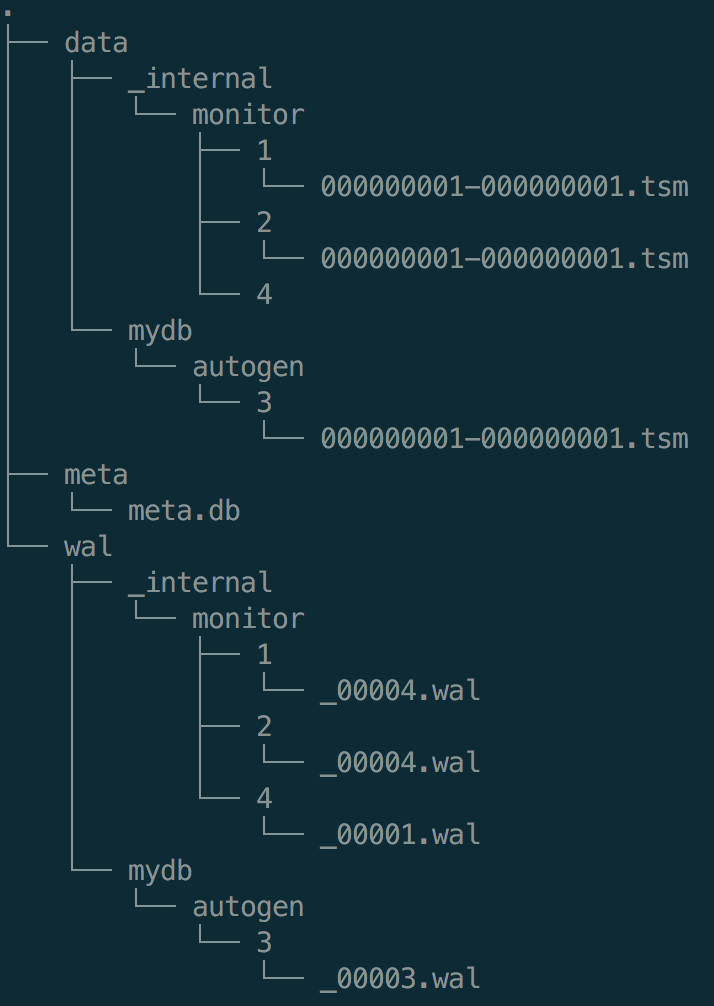 .
data
_internal
monitor
1
000000001-000000001.tsm
2
000000001-000000001.tsm
4
mydb
autogen
3
000000001-000000001.tsm
meta
meta.db
wal
_internal
monitor
1
_00004.wal
2
_00004.wal
4
_00001.wal
mydb
autogen
3
_00003.wal